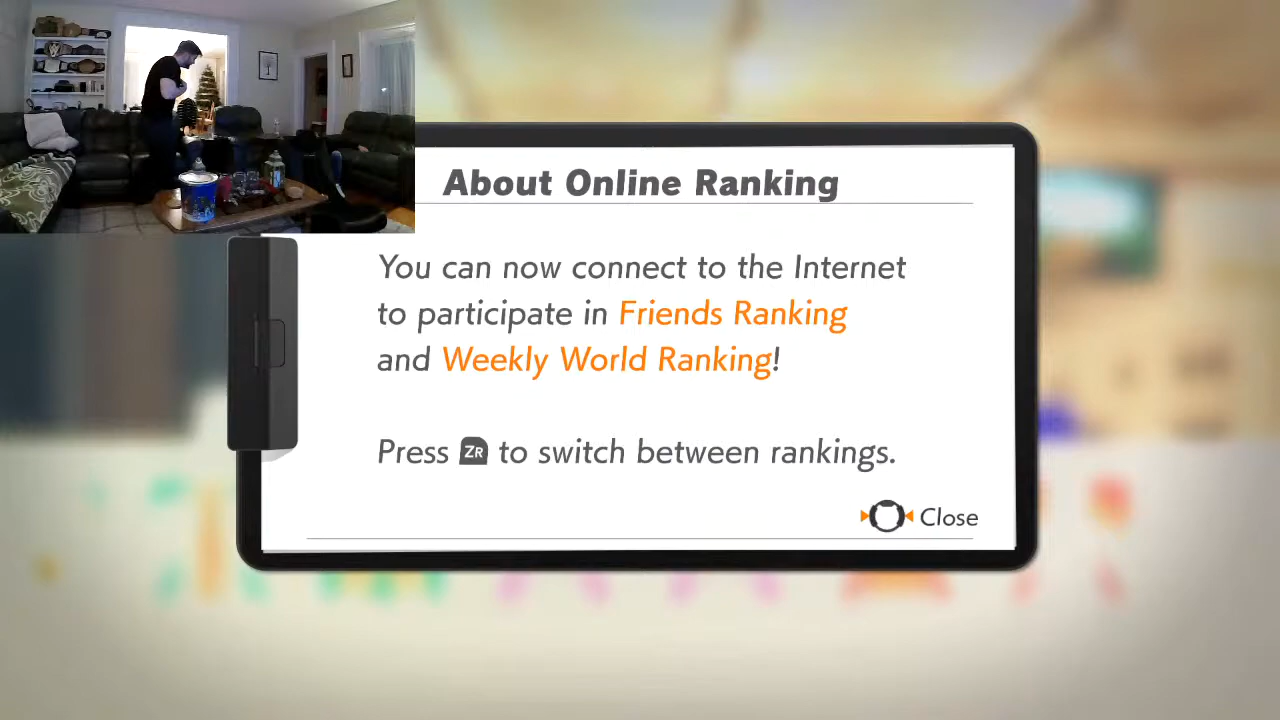 About Online Ranking
You can now connect to the Internet
to participate in Friends Ranking
and Weekly World Ranking!
Press ZR to switch between rankings.
Close